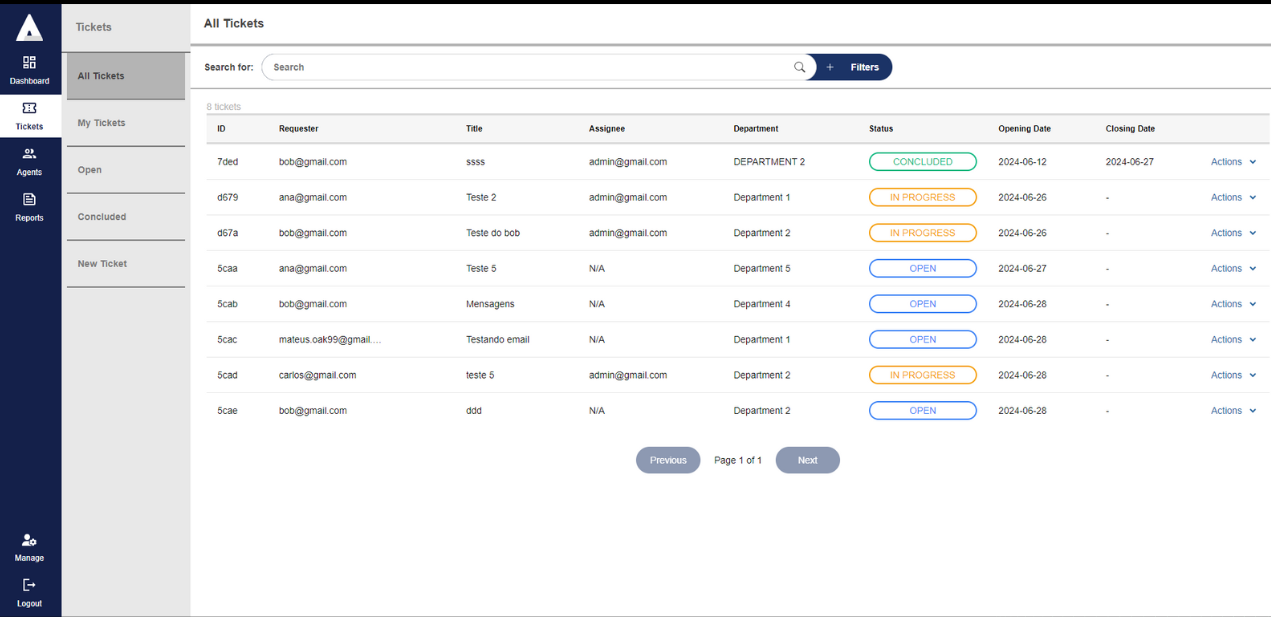 Tickets
All Tickets
Dashboard
Search for: Search + Filters
All Tickets
Tickets
8 tickets
My Tickets
ID Requester Title Assignee Department Status Opening Date Closing Date
Agents
7ded bob@gmail.com ssss admin@gmail.com DEPARTMENT 2 CONCLUDED 2024-06-12 2024-06-27 Actions
Open
d679 ana@gmail.com Teste 2 admin@gmail.com Department 1 IN PROGRESS 2024-06-26 - Actions
Reports
Concluded
d67a bob@gmail.com Teste do bob admin@gmail.com Department 2 IN PROGRESS 2024-06-26 - Actions
New Ticket
5caa ana@gmail.com Teste 5 N/A Department 5 OPEN 2024-06-27 - Actions
5cab bob@gmail.com Mensagens N/A Department 4 OPEN 2024-06-28 - Actions
5cac mateus.oak99@gmail.... Testando email N/A Department 1 OPEN 2024-06-28 - Actions
5cad carlos@gmail.com teste 5 admin@gmail.com Department 2 IN PROGRESS 2024-06-28 - Actions
5cae bob@gmail.com ddd N/A Department 2 OPEN 2024-06-28 - Actions
Previous Page 1 of 1 Next
Manage
Logout